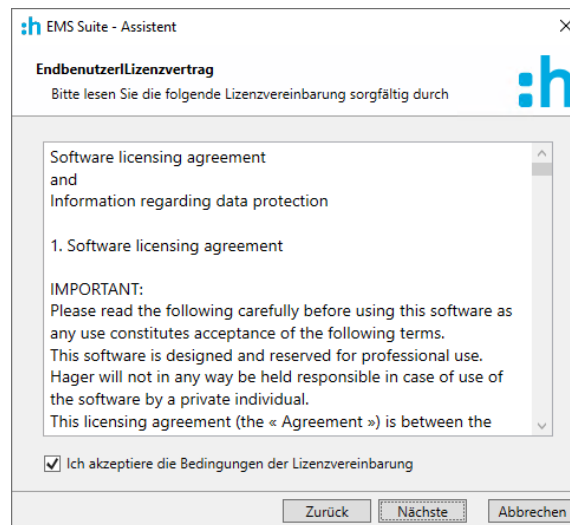 :h EMS Suite - Assistent
EndbenutzerlLizenzvertrag
Bitte lesen Sie die folgende Lizenzvereinbarung sorgfältig durch
:h
Software licensing agreement
and
Information regarding data protection
1. Software licensing agreement
IMPORTANT:
Please read the following carefully before using this software as
any use constitutes acceptance of the following terms.
This software is designed and reserved for professional use.
Hager will not in any way be held responsible in case of use of
the software by a private individual.
This licensing agreement (the « Agreement ») is between the
Ich akzeptiere die Bedingungen der Lizenzvereinbarung
Zurück Nächste Abbrechen